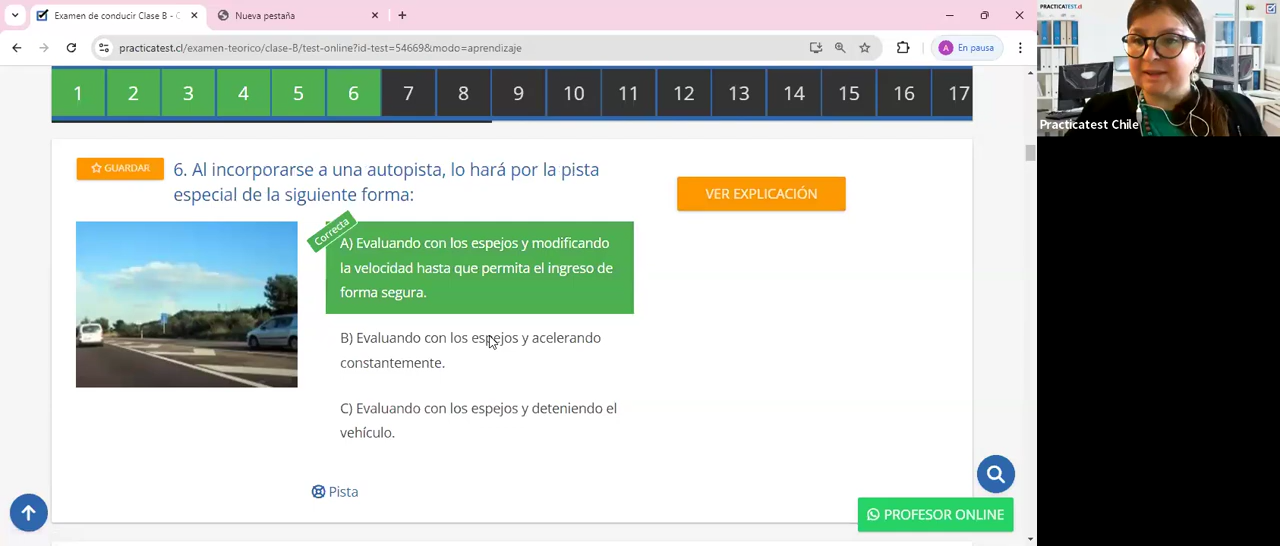 Examen de conducir Clase B - C
Nueva pestaña
practicatest.cl/examen-teorico/clase-B/test-online?id-test=54669&modo=aprendizaje
A
En pausa
PRACTICATEST.CL
Practicatest Chile
1 2 3 4 5 6 7 8 9 10 11 12 13 14 15 16 17
GUARDAR
6. Al incorporarse a una autopista, lo hará por la pista
especial de la siguiente forma:
VER EXPLICACIÓN
Correcta
A) Evaluando con los espejos y modificando
la velocidad hasta que permita el ingreso de
forma segura.
B) Evaluando con los espejos y acelerando
constantemente.
C) Evaluando con los espejos y deteniendo el
vehículo.
Pista
PROFESOR ONLINE